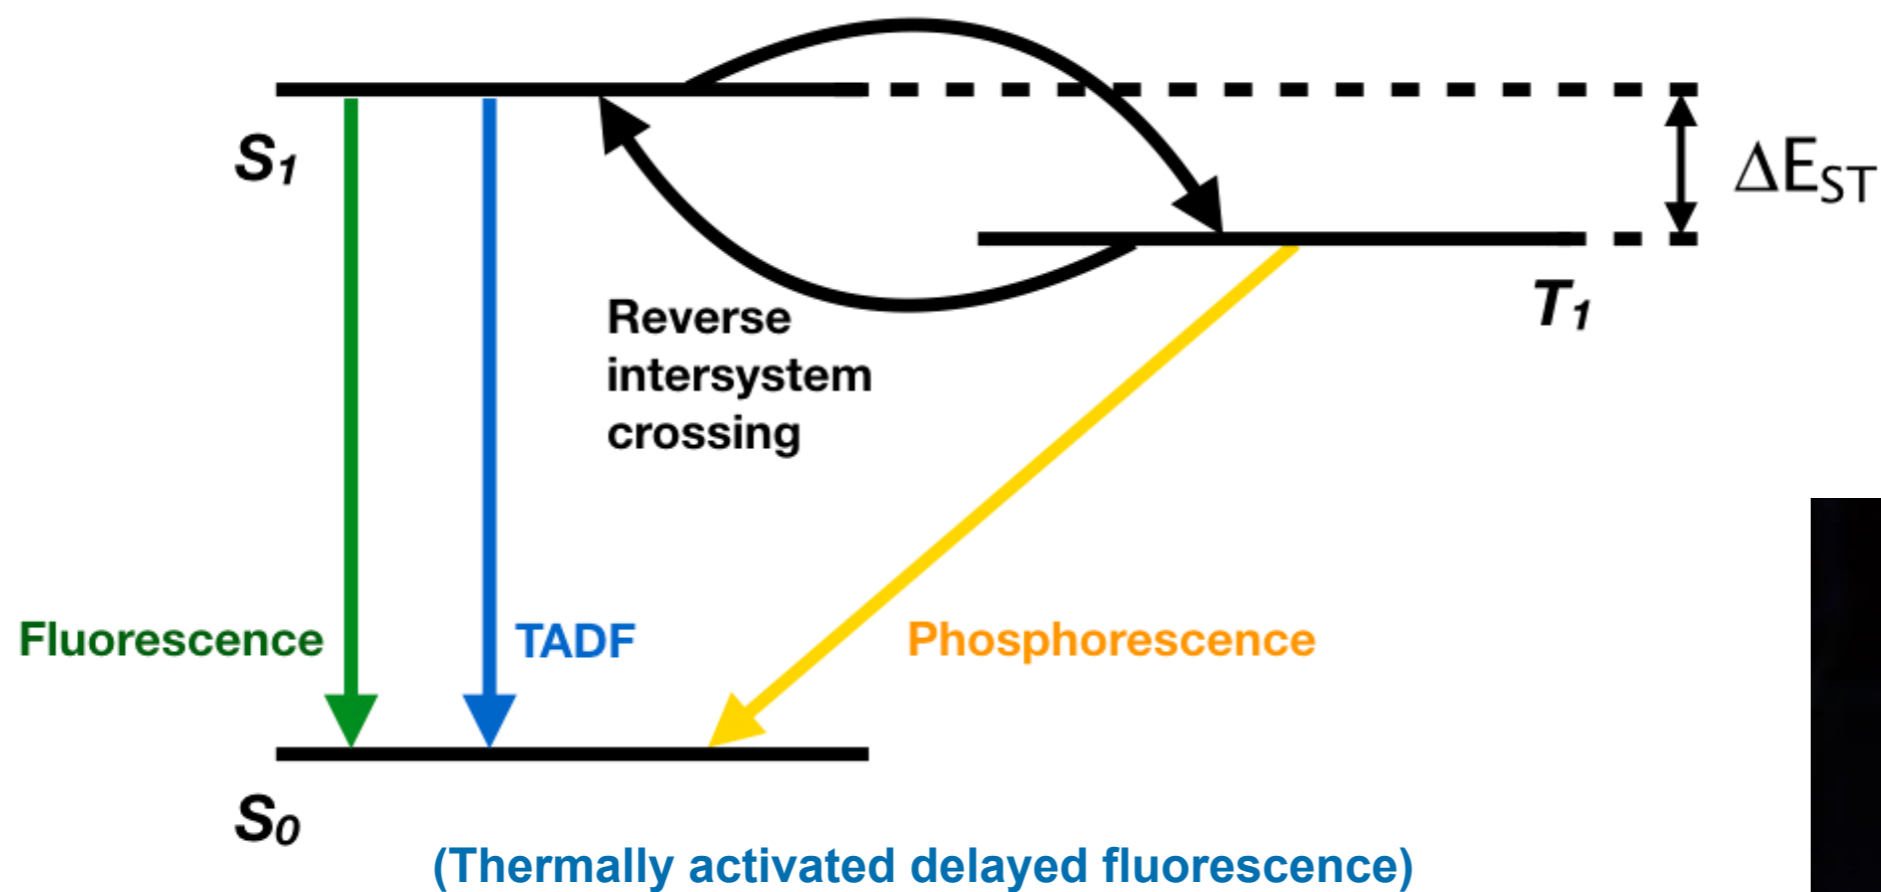 S1
ΔEST
T1
Reverse
intersystem
crossing
Fluorescence
TADF
Phosphorescence
S0
(Thermally activated delayed fluorescence)